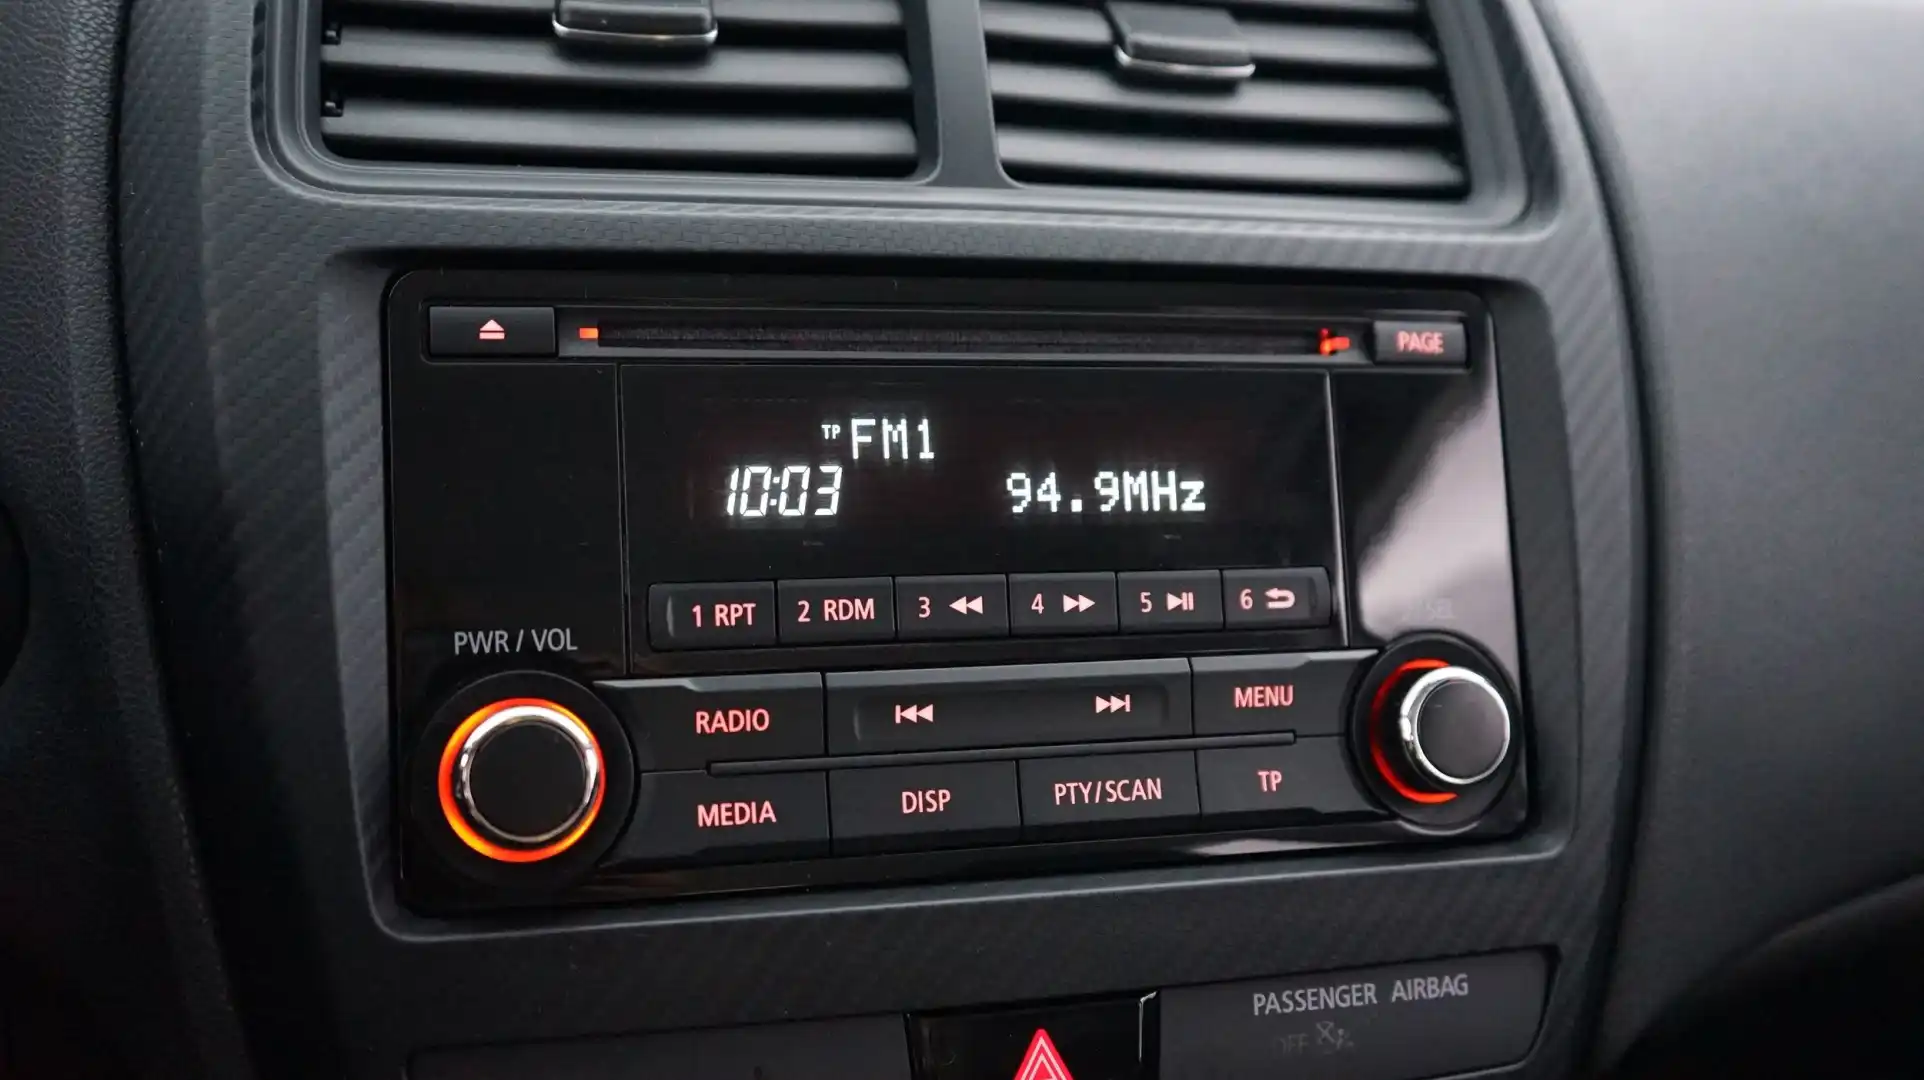 PAGE
TP FM1
10:03 94.9MHz
1 RPT 2 RDM 3 4 5 6
PWR / VOL
RADIO MENU
MEDIA DISP PTY/SCAN TP
PASSENGER AIRBAG
OFF